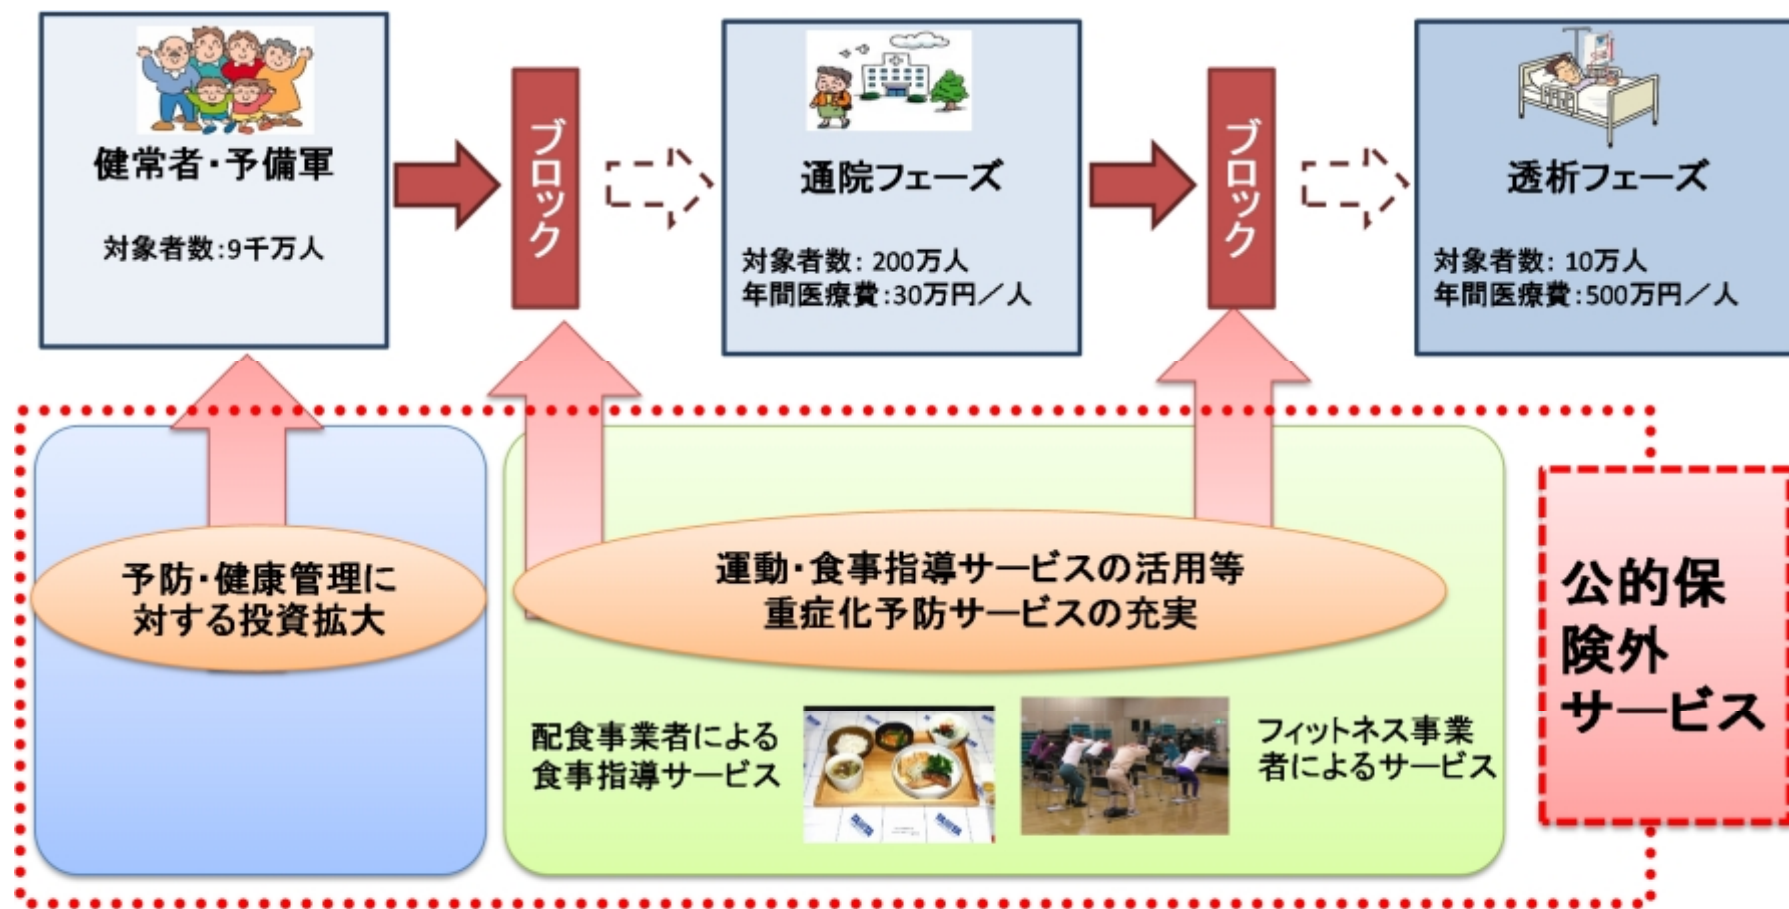 健常者・予備軍
対象者数:9千万人
ブロック
通院フェーズ
対象者数: 200万人
年間医療費:30万円／人
ブロック
透析フェーズ
対象者数: 10万人
年間医療費:500万円／人
予防・健康管理に
対する投資拡大
運動・食事指導サービスの活用等
重症化予防サービスの充実
配食事業者による
食事指導サービス
フィットネス事業
者によるサービス
公的保
険外
サービス